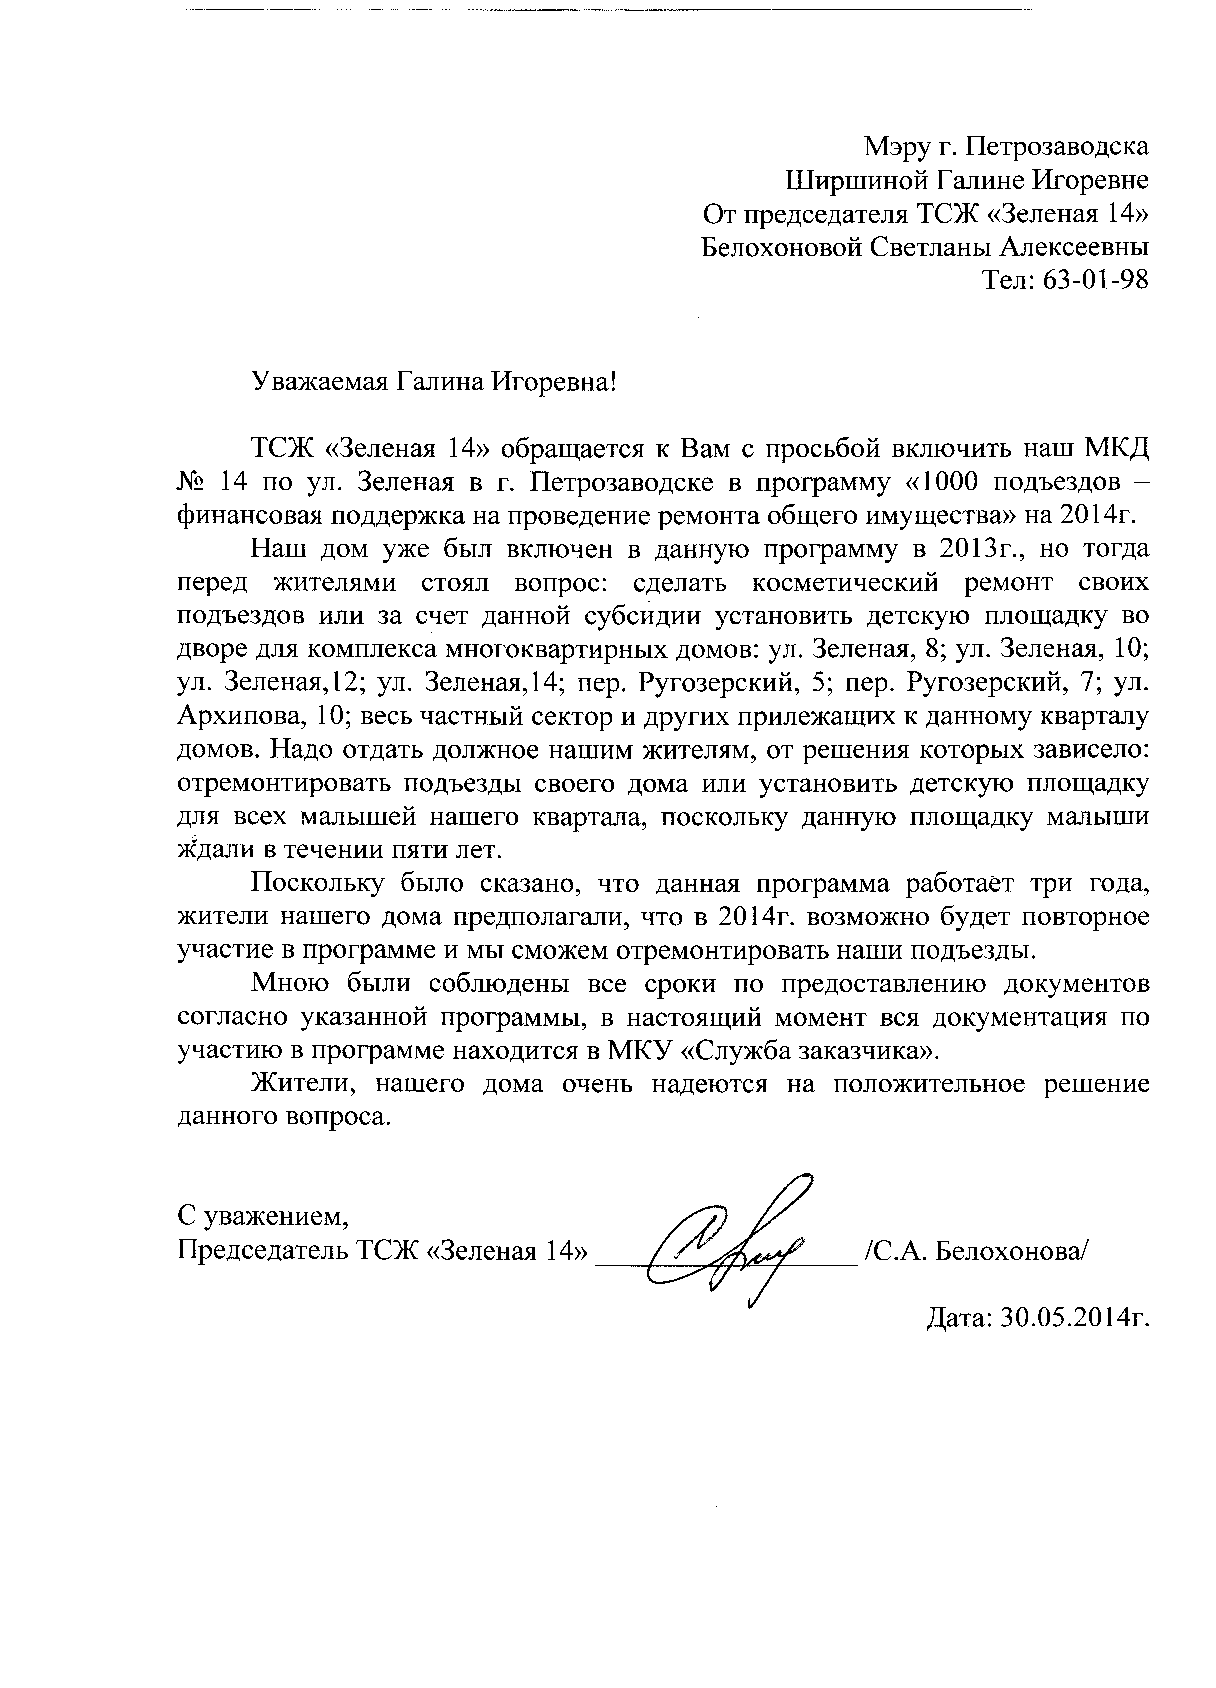 Мэру г. Петрозаводска
Ширшиной Галине Игоревне
От председателя ТСЖ «Зеленая 14»
Белохоновой Светланы Алексеевны
Тел: 63-01-98
Уважаемая Галина Игоревна!
ТСЖ «Зеленая 14» обращается к Вам с просьбой включить наш МКД
№ 14 по ул. Зеленая в г. Петрозаводске в программу «1000 подъездов –
финансовая поддержка на проведение ремонта общего имущества» на 2014г.
Наш дом уже был включен в данную программу в 2013г., но тогда
перед жителями стоял вопрос: сделать косметический ремонт своих
подъездов или за счет данной субсидии установить детскую площадку во
дворе для комплекса многоквартирных домов: ул. Зеленая, 8; ул. Зеленая, 10;
ул. Зеленая,12; ул. Зеленая,14; пер. Ругозерский, 5; пер. Ругозерский, 7; ул.
Архипова, 10; весь частный сектор и других прилежащих к данному кварталу
домов. Надо отдать должное нашим жителям, от решения которых зависело:
отремонтировать подъезды своего дома или установить детскую площадку
для всех малышей нашего квартала, поскольку данную площадку малыши
ждали в течении пяти лет.
Поскольку было сказано, что данная программа работает три года,
жители нашего дома предполагали, что в 2014г. возможно будет повторное
участие в программе и мы сможем отремонтировать наши подъезды.
Мною были соблюдены все сроки по предоставлению документов
согласно указанной программы, в настоящий момент вся документация по
участию в программе находится в МКУ «Служба заказчика».
Жители, нашего дома очень надеются на положительное решение
данного вопроса.
С уважением,
Председатель ТСЖ «Зеленая 14» /С.А. Белохонова/
Дата: 30.05.2014г.